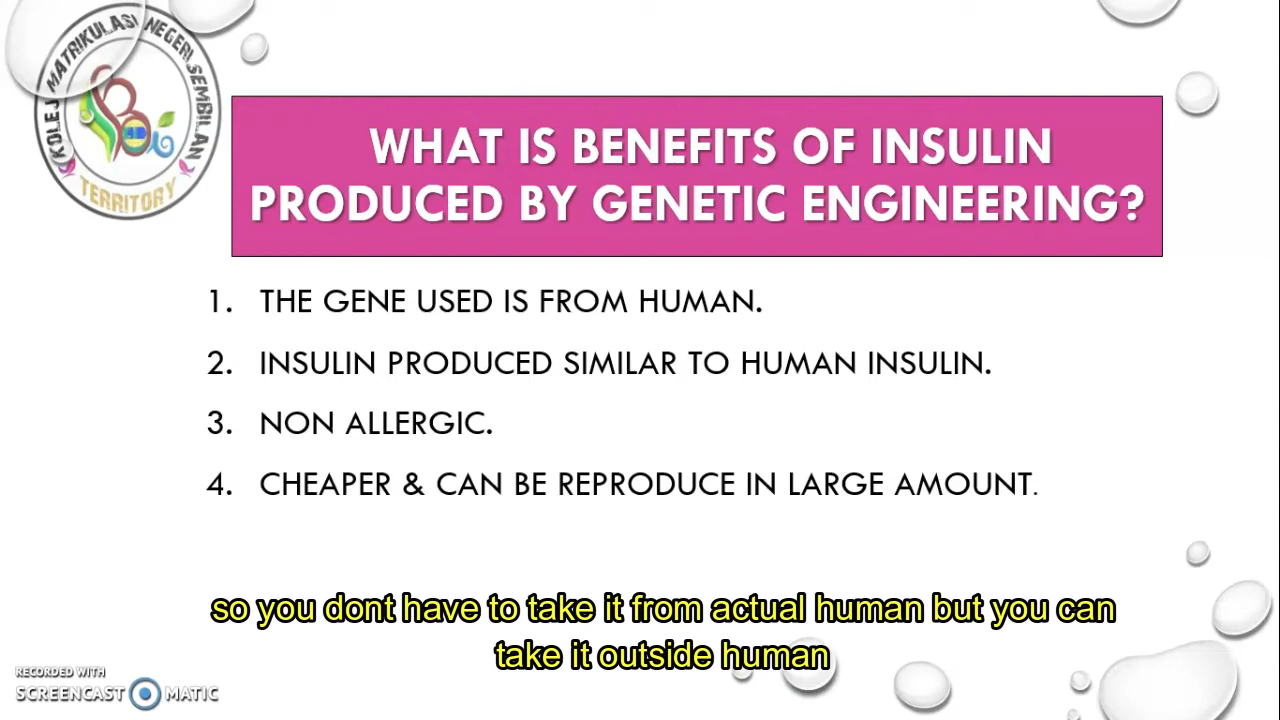 KOLEJ MATRIKULASI NEGERI SEMBILAN
TERRITORY
WHAT IS BENEFITS OF INSULIN
PRODUCED BY GENETIC ENGINEERING?
1. THE GENE USED IS FROM HUMAN.
2. INSULIN PRODUCED SIMILAR TO HUMAN INSULIN.
3. NON ALLERGIC.
4. CHEAPER & CAN BE REPRODUCE IN LARGE AMOUNT.
so you dont have to take it from actual human but you can
take it outside human
RECORDED WITH
SCREENCAST MATIC